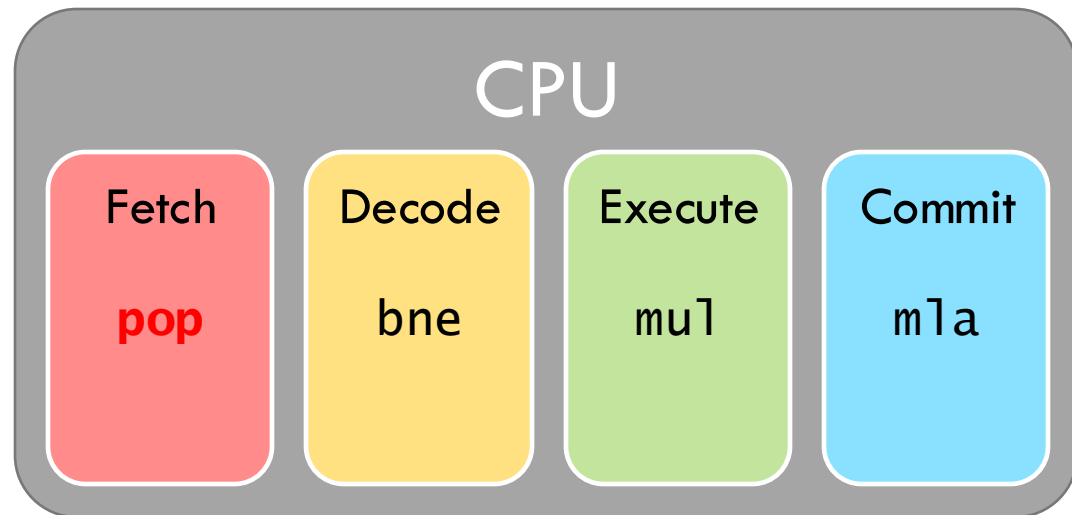 CPU
Fetch
Decode
Execute
Commit
pop
bne
mul
mla